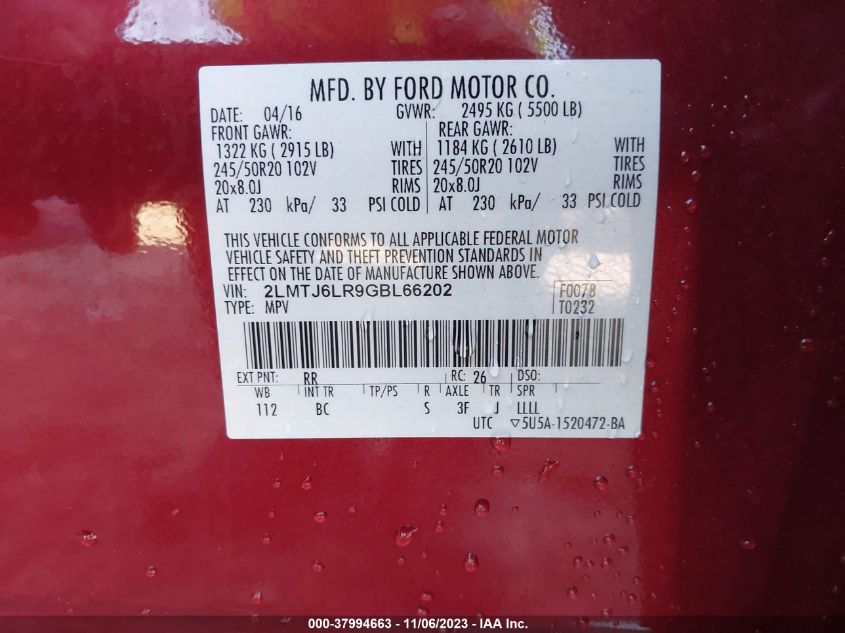 MFD. BY FORD MOTOR CO.
DATE: 04/16 GVWR: 2495 KG ( 5500 LB)
FRONT GAWR: REAR GAWR:
1322 KG ( 2915 LB) WITH 1184 KG ( 2610 LB) WITH
245/50R20 102V TIRES 245/50R20 102V TIRES
20x8.0J RIMS 20x8.0J RIMS
AT 230 kPa/ 33 PSI COLD AT 230 kPa/ 33 PSI COLD
THIS VEHICLE CONFORMS TO ALL APPLICABLE FEDERAL MOTOR
VEHICLE SAFETY AND THEFT PREVENTION STANDARDS IN
EFFECT ON THE DATE OF MANUFACTURE SHOWN ABOVE.
VIN: 2LMTJ6LR9GBL66202 F0078
TYPE: MPV T0232
EXT PNT: RR RC: 26 DSO:
WB INT TR TP/PS R AXLE TR SPR
112 BC S 3F J LLLL
UTC ▽5U5A-1520472-BA
000-37994663 - 11/06/2023 - IAA Inc.